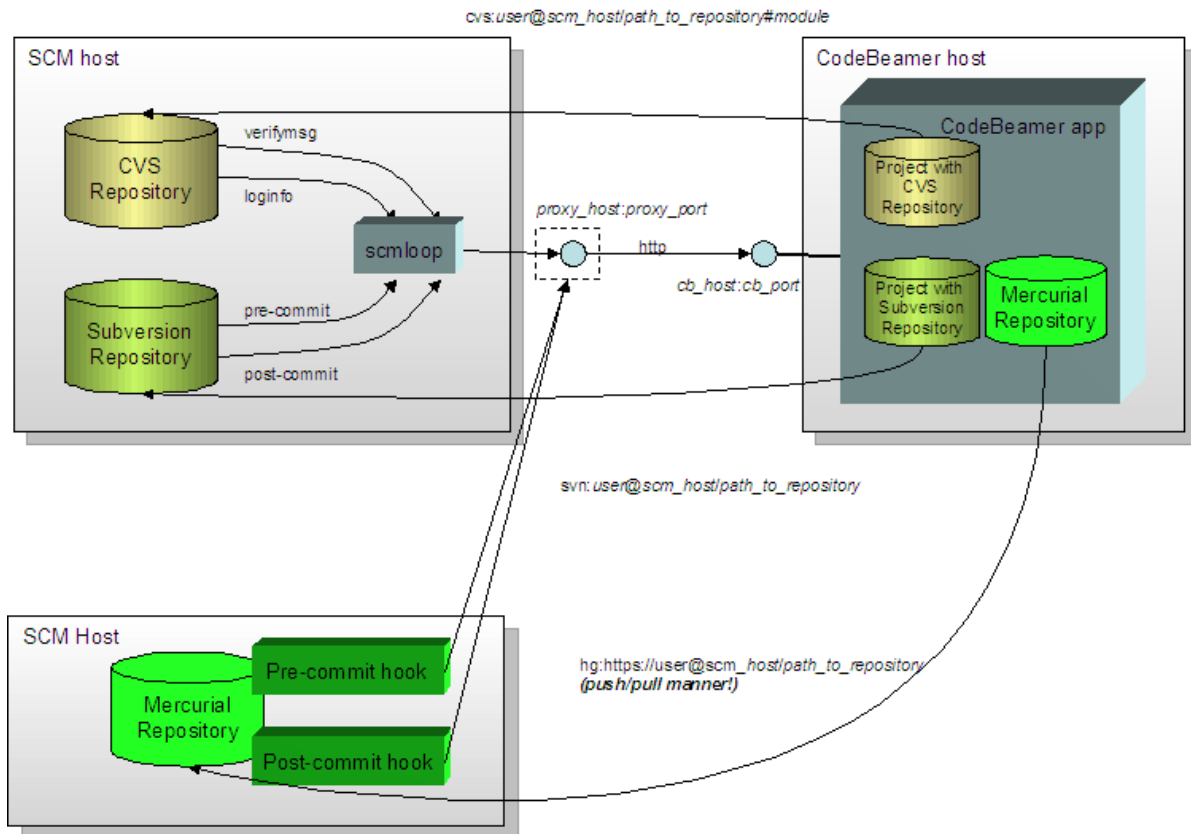 cvs:user@scm_host/path_to_repository#module
SCM host
CVS
Repository
verifymsg
loginfo
scmloop
Subversion
Repository
pre-commit
post-commit
proxy_host:proxy_port
http
cb_host:cb_port
CodeBeamer host
CodeBeamer app
Project with
CVS
Repository
Project with
Subversion
Repository
Mercurial
Repository
svn:user@scm_host/path_to_repository
SCM Host
Mercurial
Repository
Pre-commit hook
Post-commit hook
hg:https://user@scm_host/path_to_repository
(push/pull manner!)